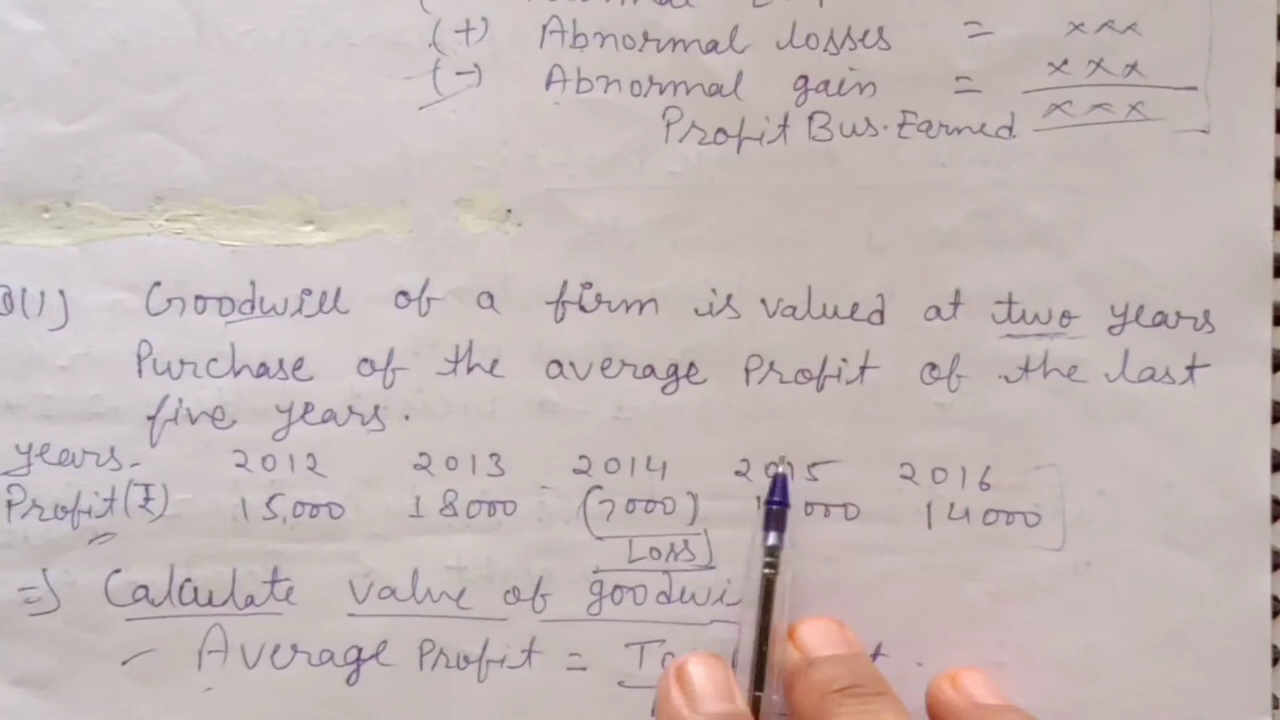 (+) Abnormal losses = xxx
(-) Abnormal gain = xxx
Profit Bus. Earned xxx
Q(1) Goodwill of a firm is valued at two years
Purchase of the average Profit of the last
five years.
years. 2012 2013 2014 2015 2016
Profit(₹) 15,000 18000 (7000) 14000
Loss
=) Calculate value of
Average Profit =